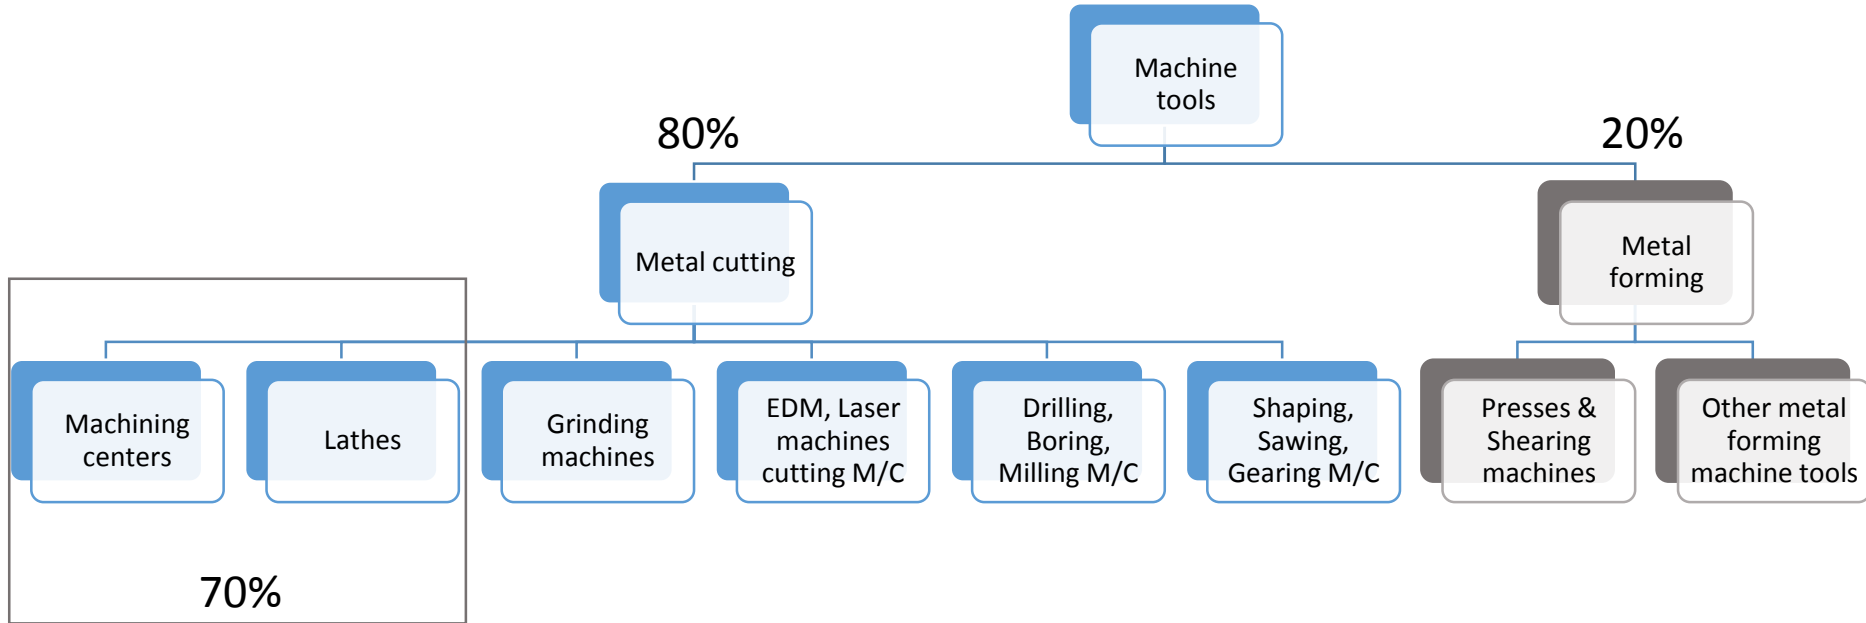 Machine
tools
80%
20%
Metal cutting
Metal
forming
Machining
centers
Lathes
Grinding
machines
EDM, Laser
machines
cutting M/C
Drilling,
Boring,
Milling M/C
Shaping,
Sawing,
Gearing M/C
Presses &
Shearing
machines
Other metal
forming
machine tools
70%